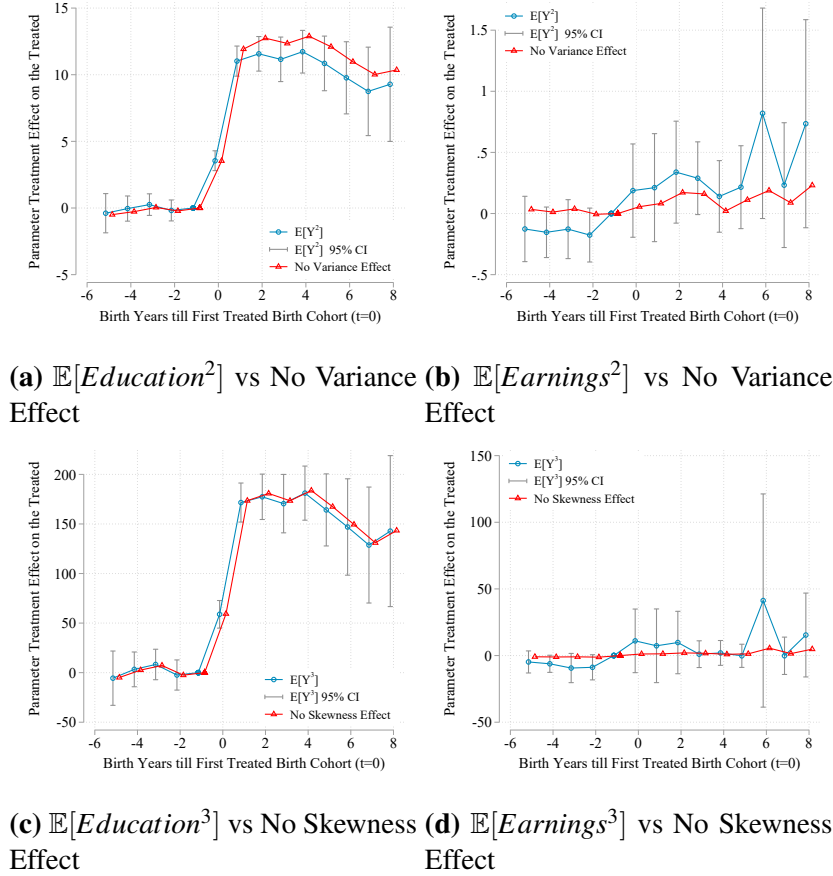 15
10
5
0
-5
Parameter Treatment Effect on the Treated
E[Y²]
E[Y²] 95% CI
No Variance Effect
-6 -4 -2 0 2 4 6 8
Birth Years till First Treated Birth Cohort (t=0)
(a) 𝔼[Education²] vs No Variance Effect
1.5
1
.5
0
-.5
Parameter Treatment Effect on the Treated
E[Y²]
E[Y²] 95% CI
No Variance Effect
-6 -4 -2 0 2 4 6 8
Birth Years till First Treated Birth Cohort (t=0)
(b) 𝔼[Earnings²] vs No Variance Effect
200
150
100
50
0
-50
Parameter Treatment Effect on the Treated
E[Y³]
E[Y³] 95% CI
No Skewness Effect
-6 -4 -2 0 2 4 6 8
Birth Years till First Treated Birth Cohort (t=0)
(c) 𝔼[Education³] vs No Skewness Effect
150
100
50
0
-50
Parameter Treatment Effect on the Treated
E[Y³]
E[Y³] 95% CI
No Skewness Effect
-6 -4 -2 0 2 4 6 8
Birth Years till First Treated Birth Cohort (t=0)
(d) 𝔼[Earnings³] vs No Skewness Effect